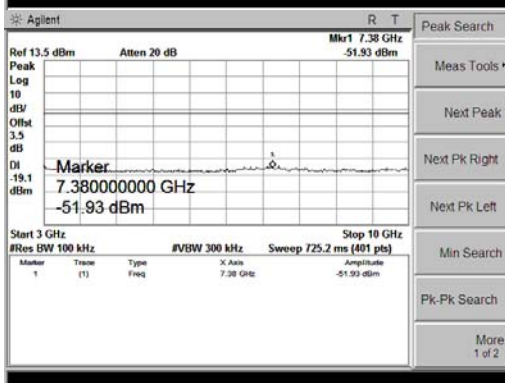 Agilent
R T
Mkr1 7.38 GHz
Ref 13.5 dBm
Atten 20 dB
-51.93 dBm
Peak
Log
10
dB/
Offst
3.5
dB
DI
-19.1
dBm
1
Marker
7.380000000 GHz
-51.93 dBm
Start 3 GHz
Stop 10 GHz
#Res BW 100 kHz
#VBW 300 kHz
Sweep 725.2 ms (401 pts)
Marker Trace Type X Axis Amplitude
1 (1) Freq 7.38 GHz -51.93 dBm
Peak Search
Meas Tools
Next Peak
Next Pk Right
Next Pk Left
Min Search
Pk-Pk Search
More
1 of 2